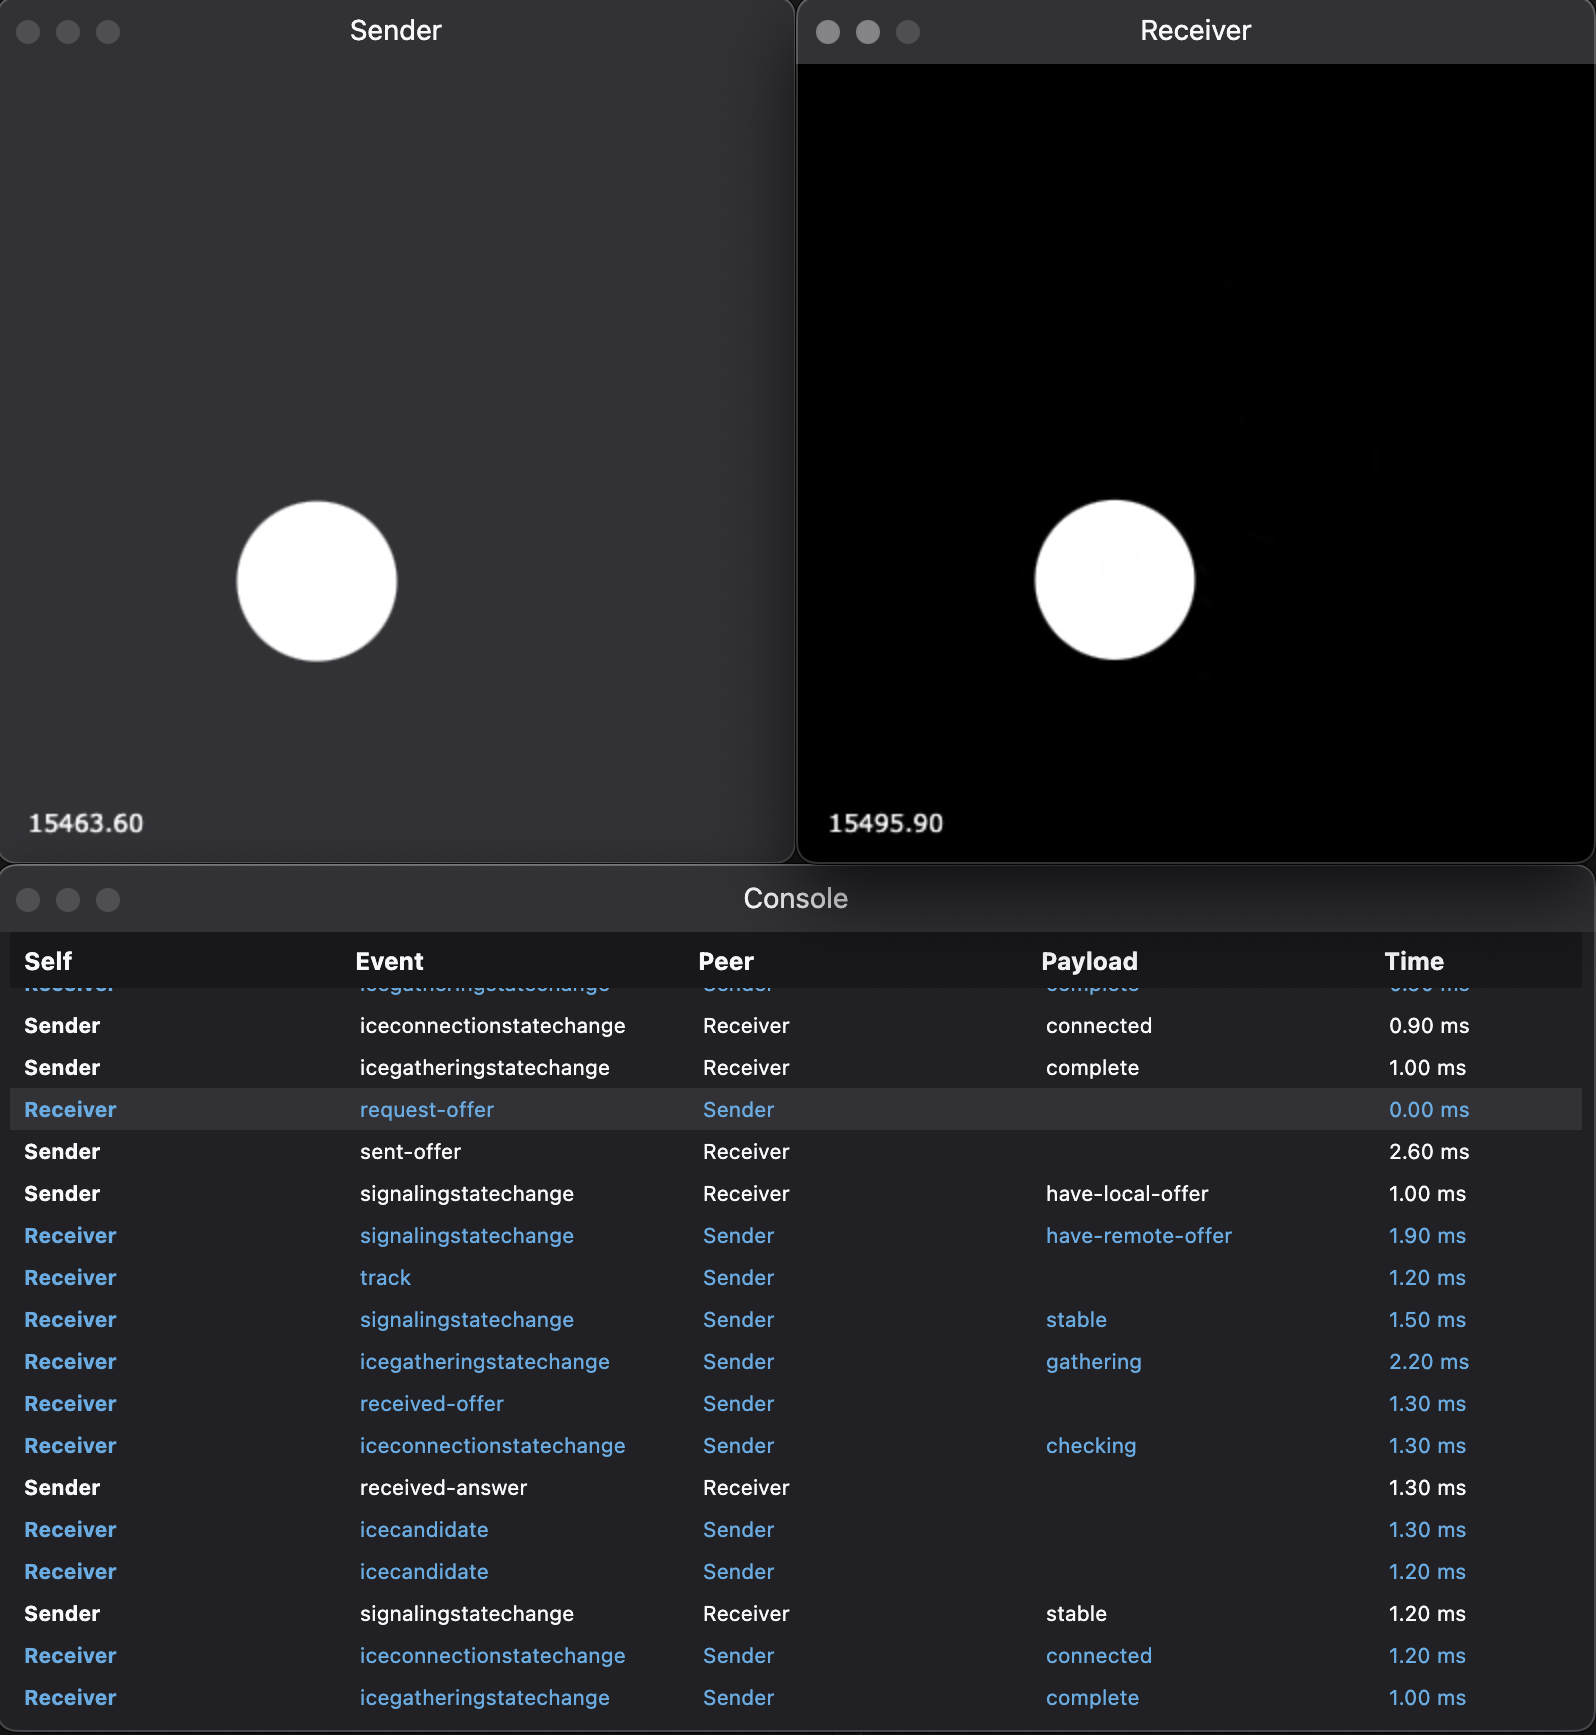 Sender
Receiver
15463.60
15495.90
Console
Self Event Peer Payload Time
Receiver icegatheringstatechange Sender complete
Sender iceconnectionstatechange Receiver connected 0.90 ms
Sender icegatheringstatechange Receiver complete 1.00 ms
Receiver request-offer Sender 0.00 ms
Sender sent-offer Receiver 2.60 ms
Sender signalingstatechange Receiver have-local-offer 1.00 ms
Receiver signalingstatechange Sender have-remote-offer 1.90 ms
Receiver track Sender 1.20 ms
Receiver signalingstatechange Sender stable 1.50 ms
Receiver icegatheringstatechange Sender gathering 2.20 ms
Receiver received-offer Sender 1.30 ms
Receiver iceconnectionstatechange Sender checking 1.30 ms
Sender received-answer Receiver 1.30 ms
Receiver icecandidate Sender 1.30 ms
Receiver icecandidate Sender 1.20 ms
Sender signalingstatechange Receiver stable 1.20 ms
Receiver iceconnectionstatechange Sender connected 1.20 ms
Receiver icegatheringstatechange Sender complete 1.00 ms